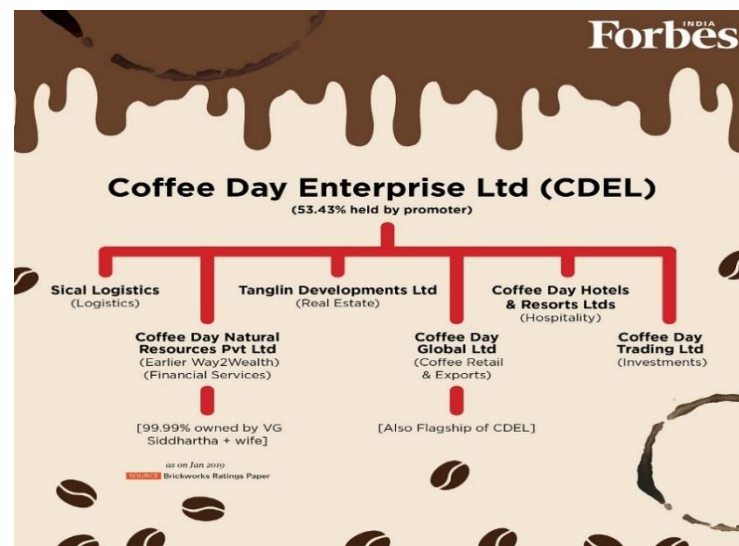 Forbes
INDIA
Coffee Day Enterprise Ltd (CDEL)
(53.43% held by promoter)
Sical Logistics
(Logistics)
Tanglin Developments Ltd
(Real Estate)
Coffee Day Hotels
& Resorts Ltds
(Hospitality)
Coffee Day Natural
Resources Pvt Ltd
(Earlier Way2Wealth)
(Financial Services)
Coffee Day
Global Ltd
(Coffee Retail
& Exports)
Coffee Day
Trading Ltd
(Investments)
[99.99% owned by VG
Siddhartha + wife]
[Also Flagship of CDEL]
as on Jan 2019
SOURCE Brickworks Ratings Paper